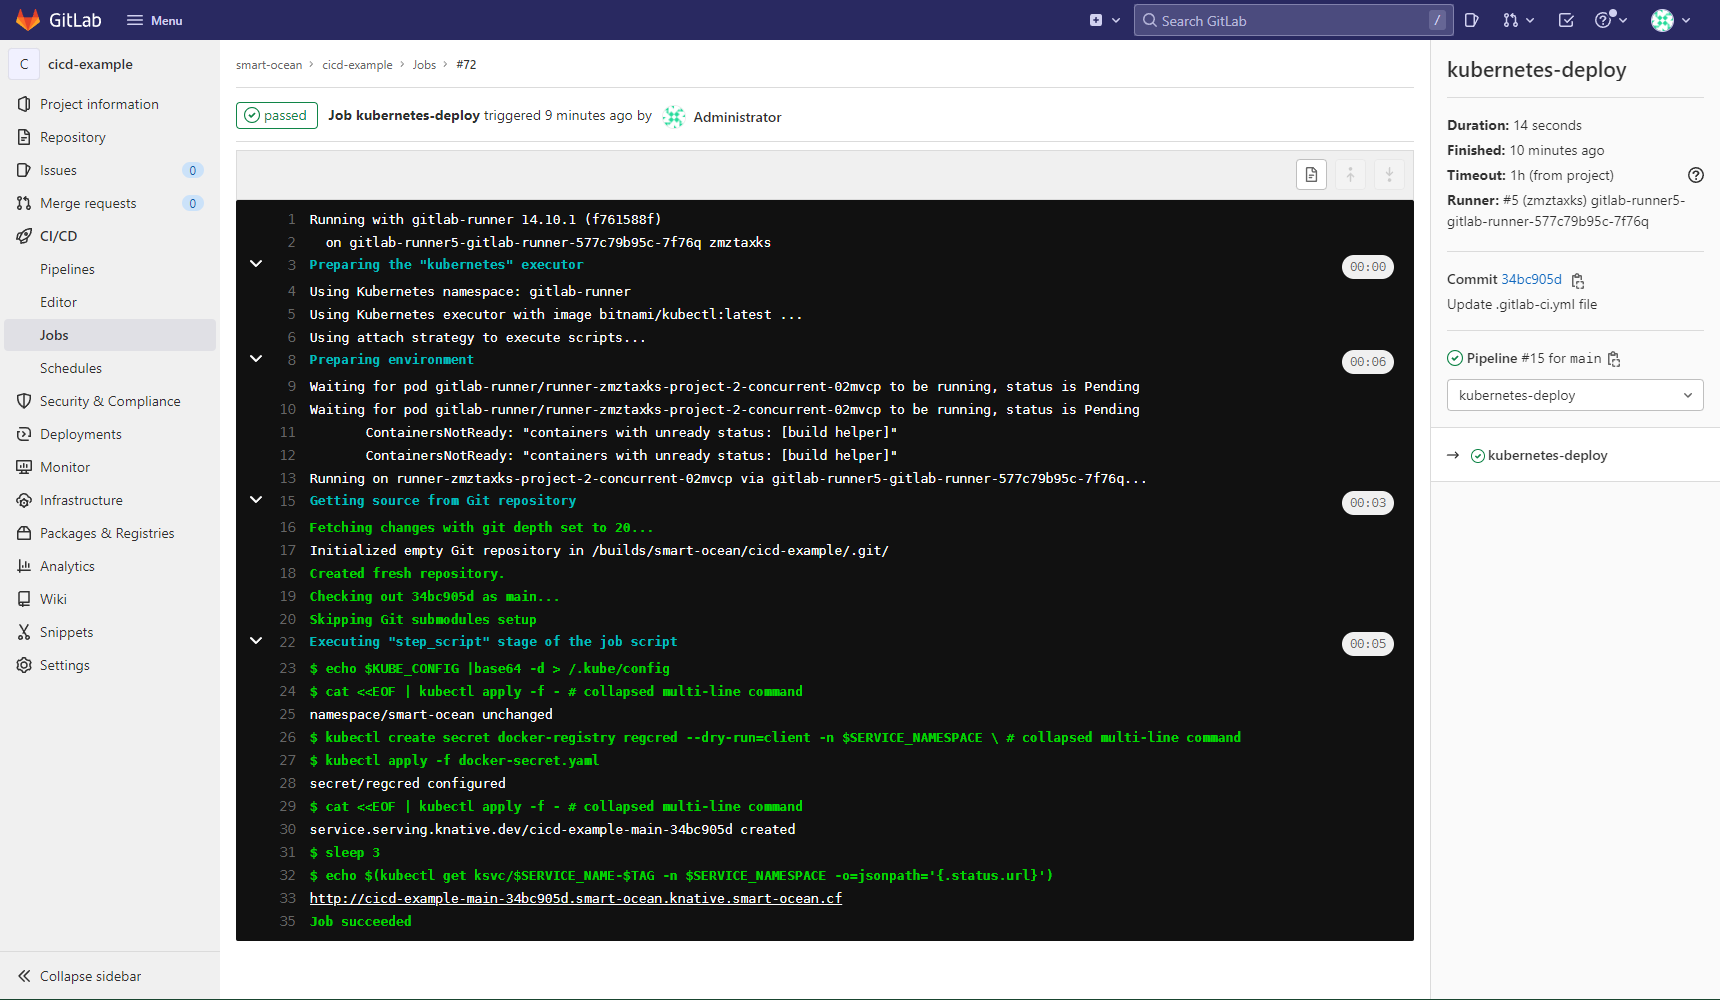 GitLab
Menu
Search GitLab
/
C
cicd-example
Project information
Repository
Issues
0
Merge requests
0
CI/CD
Pipelines
Editor
Jobs
Schedules
Security & Compliance
Deployments
Monitor
Infrastructure
Packages & Registries
Analytics
Wiki
Snippets
Settings
Collapse sidebar
smart-ocean › cicd-example › Jobs › #72
passed Job kubernetes-deploy triggered 9 minutes ago by Administrator
1 Running with gitlab-runner 14.10.1 (f761588f)
2 on gitlab-runner5-gitlab-runner-577c79b95c-7f76q zmztaxks
3 Preparing the "kubernetes" executor 00:00
4 Using Kubernetes namespace: gitlab-runner
5 Using Kubernetes executor with image bitnami/kubectl:latest ...
6 Using attach strategy to execute scripts...
8 Preparing environment 00:06
9 Waiting for pod gitlab-runner/runner-zmztaxks-project-2-concurrent-02mvcp to be running, status is Pending
10 Waiting for pod gitlab-runner/runner-zmztaxks-project-2-concurrent-02mvcp to be running, status is Pending
11 ContainersNotReady: "containers with unready status: [build helper]"
12 ContainersNotReady: "containers with unready status: [build helper]"
13 Running on runner-zmztaxks-project-2-concurrent-02mvcp via gitlab-runner5-gitlab-runner-577c79b95c-7f76q...
15 Getting source from Git repository 00:03
16 Fetching changes with git depth set to 20...
17 Initialized empty Git repository in /builds/smart-ocean/cicd-example/.git/
18 Created fresh repository.
19 Checking out 34bc905d as main...
20 Skipping Git submodules setup
22 Executing "step_script" stage of the job script 00:05
23 $ echo $KUBE_CONFIG |base64 -d > /.kube/config
24 $ cat <<EOF | kubectl apply -f - # collapsed multi-line command
25 namespace/smart-ocean unchanged
26 $ kubectl create secret docker-registry regcred --dry-run=client -n $SERVICE_NAMESPACE \ # collapsed multi-line command
27 $ kubectl apply -f docker-secret.yaml
28 secret/regcred configured
29 $ cat <<EOF | kubectl apply -f - # collapsed multi-line command
30 service.serving.knative.dev/cicd-example-main-34bc905d created
31 $ sleep 3
32 $ echo $(kubectl get ksvc/$SERVICE_NAME-$TAG -n $SERVICE_NAMESPACE -o=jsonpath='{.status.url}')
33 http://cicd-example-main-34bc905d.smart-ocean.knative.smart-ocean.cf
35 Job succeeded
kubernetes-deploy
Duration: 14 seconds
Finished: 10 minutes ago
Timeout: 1h (from project)
Runner: #5 (zmztaxks) gitlab-runner5-
gitlab-runner-577c79b95c-7f76q
Commit 34bc905d
Update .gitlab-ci.yml file
Pipeline #15 for main
kubernetes-deploy
→ kubernetes-deploy